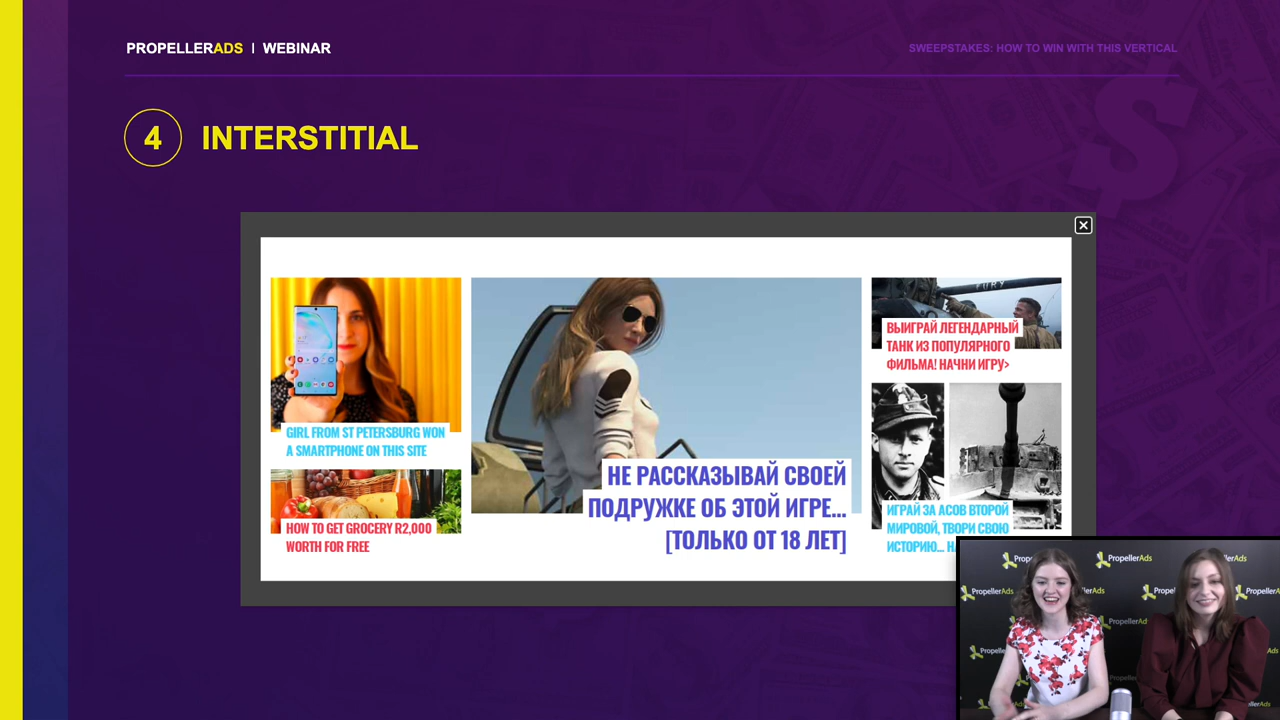 PROPELLERADS | WEBINAR
SWEEPSTAKES: HOW TO WIN WITH THIS VERTICAL
4 INTERSTITIAL
GIRL FROM ST PETERSBURG WON
A SMARTPHONE ON THIS SITE
HOW TO GET GROCERY R2,000
WORTH FOR FREE
НЕ РАССКАЗЫВАЙ СВОЕЙ
ПОДРУЖКЕ ОБ ЭТОЙ ИГРЕ...
[ТОЛЬКО ОТ 18 ЛЕТ]
FURY
ВЫИГРАЙ ЛЕГЕНДАРНЫЙ
ТАНК ИЗ ПОПУЛЯРНОГО
ФИЛЬМА! НАЧНИ ИГРУ>
ИГРАЙ ЗА АСОВ ВТОРОЙ
МИРОВОЙ, ТВОРИ СВОЮ
ИСТОРИЮ...
PropellerAds
PropellerAds
PropellerAds